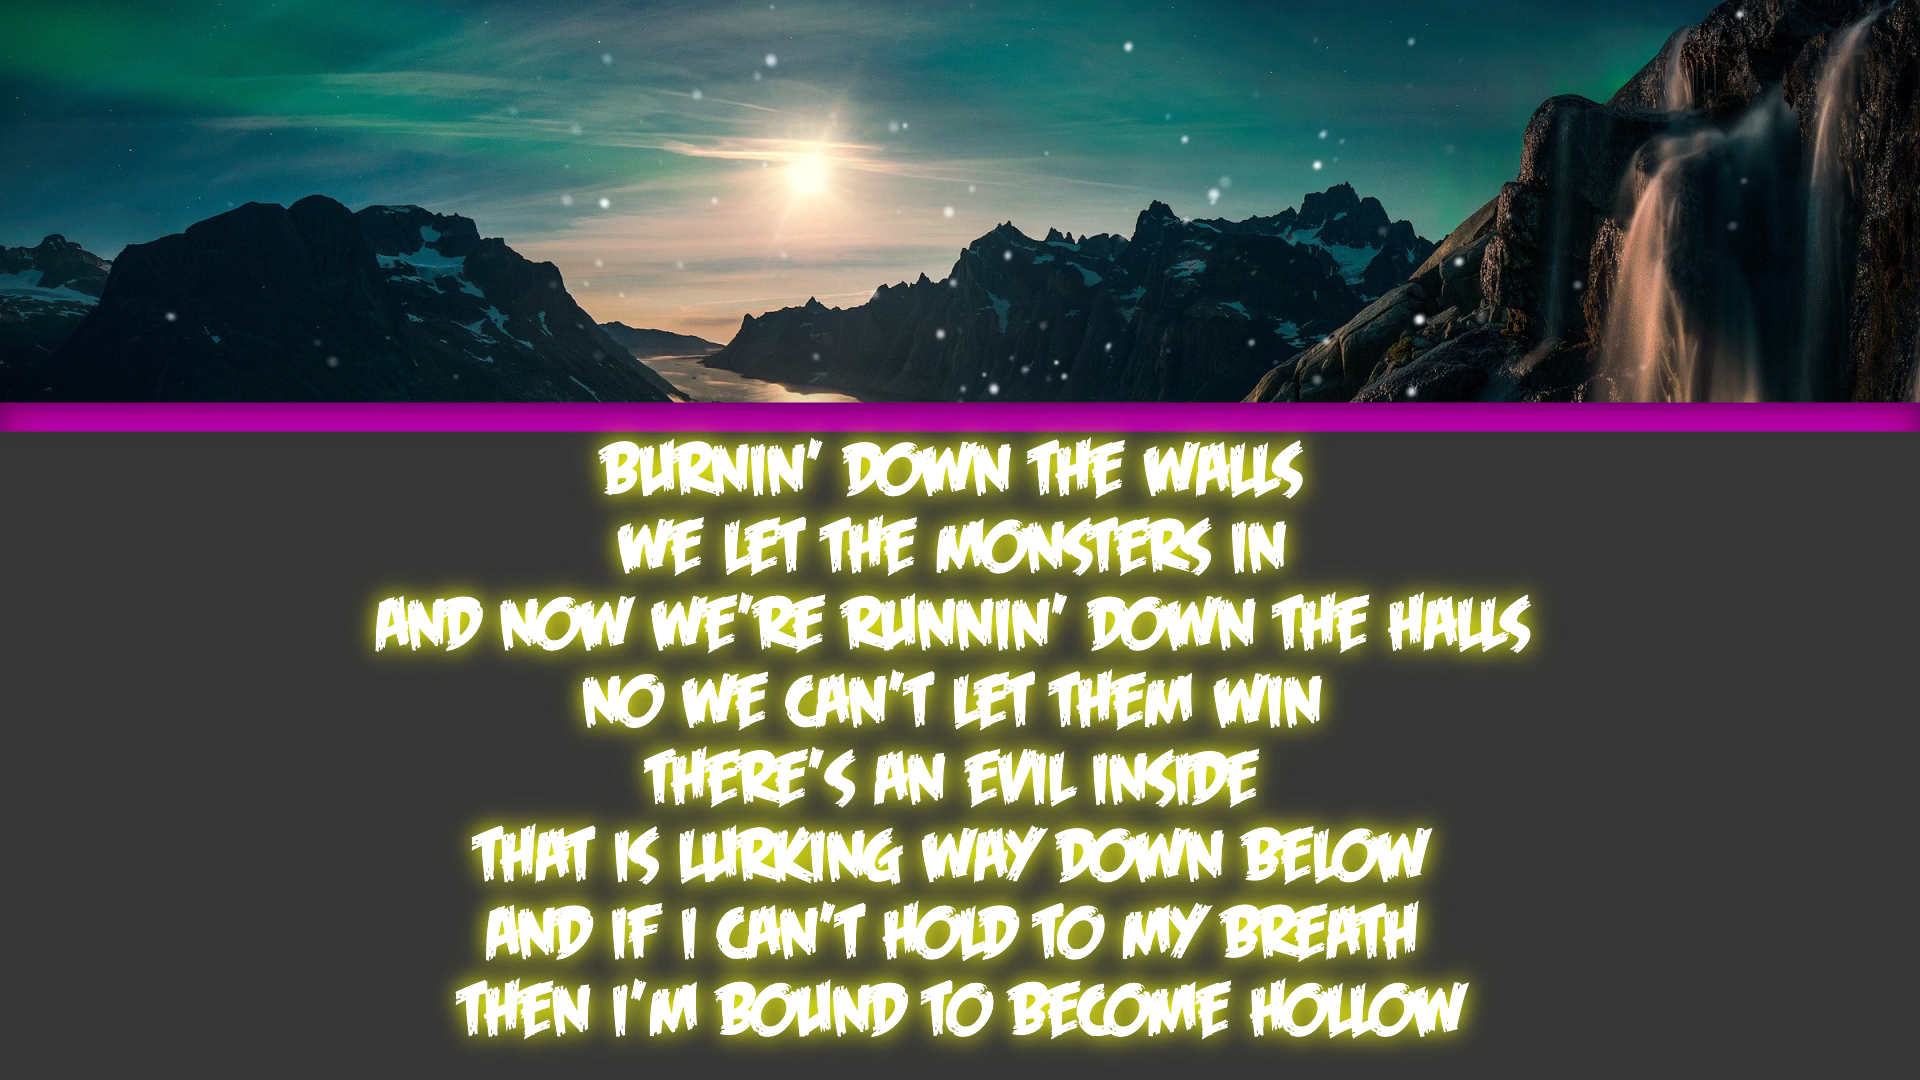 BURNIN' DOWN THE WALLS
WE LET THE MONSTERS IN
AND NOW WE'RE RUNNIN' DOWN THE HALLS
NO WE CAN'T LET THEM WIN
THERE'S AN EVIL INSIDE
THAT IS LURKING WAY DOWN BELOW
AND IF I CAN'T HOLD TO MY BREATH
THEN I'M BOUND TO BECOME HOLLOW